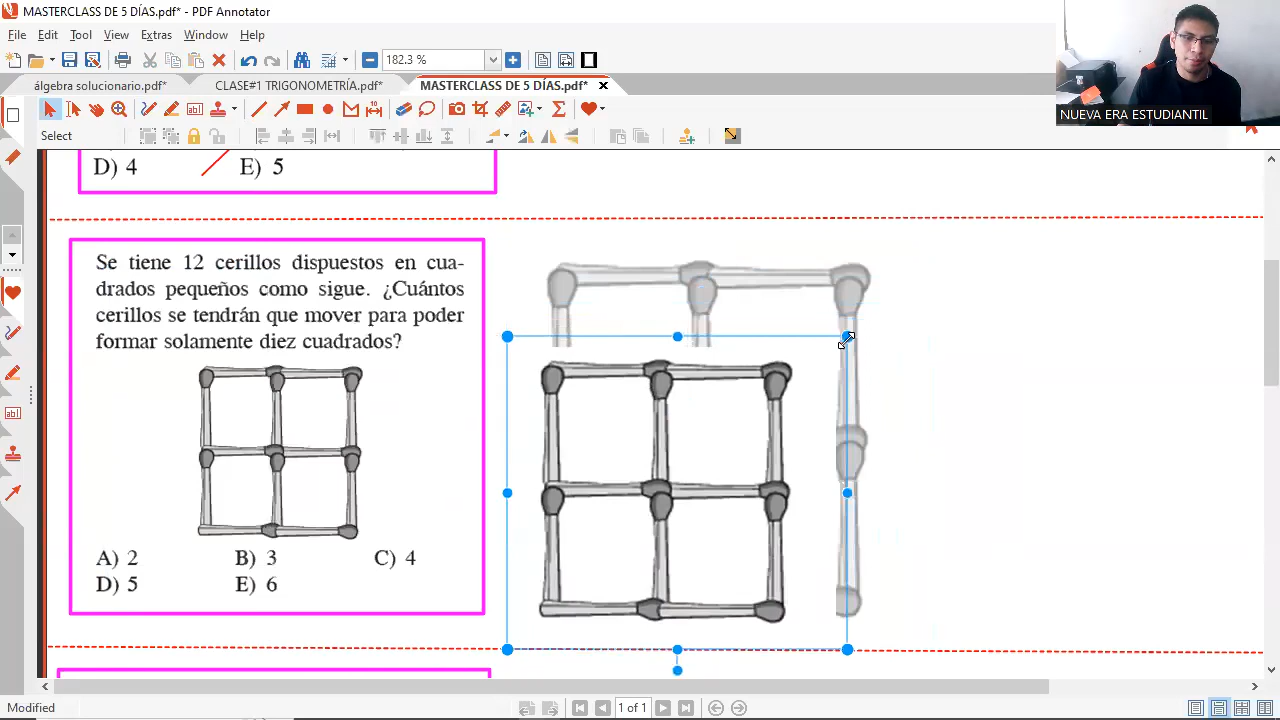 MASTERCLASS DE 5 DÍAS.pdf* - PDF Annotator
File Edit Tool View Extras Window Help
182.3 %
álgebra solucionario.pdf* CLASE#1 TRIGONOMETRÍA.pdf* MASTERCLASS DE 5 DÍAS.pdf*
NUEVA ERA ESTUDIANTIL
Select
D) 4 E) 5
Se tiene 12 cerillos dispuestos en cua-
drados pequeños como sigue. ¿Cuántos
cerillos se tendrán que mover para poder
formar solamente diez cuadrados?
A) 2 B) 3 C) 4
D) 5 E) 6
Modified
1 of 1